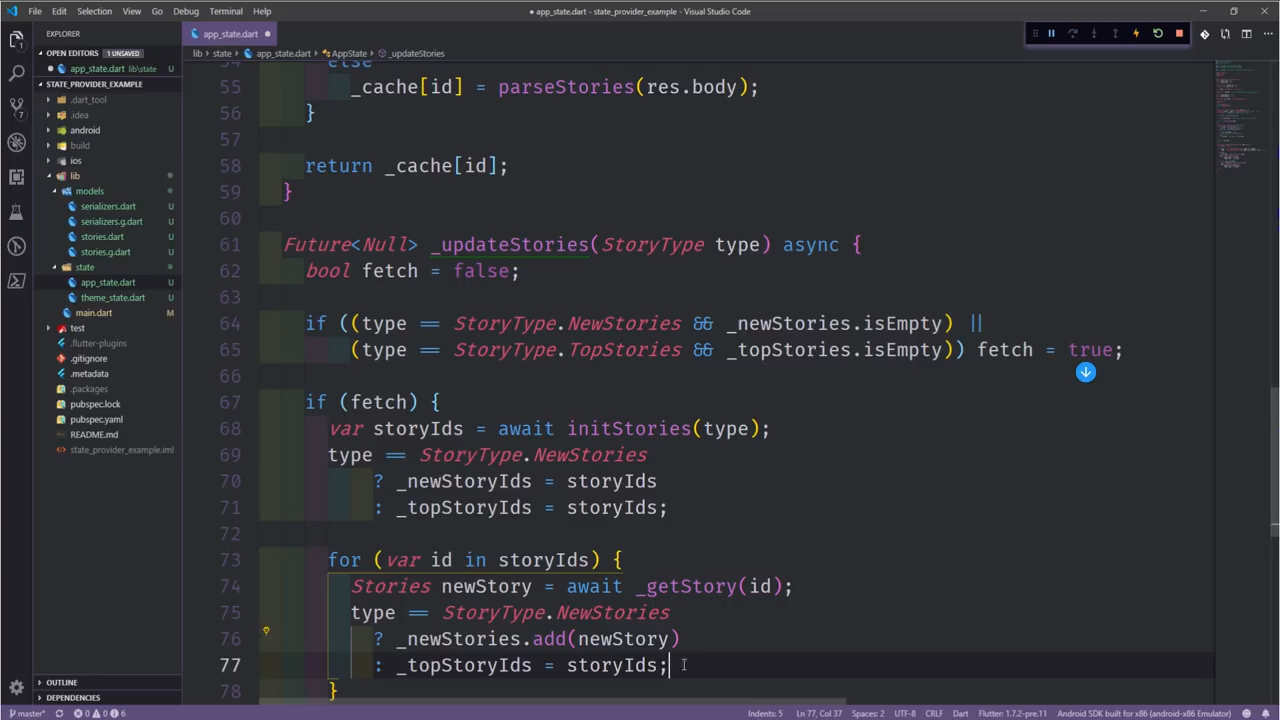 File Edit Selection View Go Debug Terminal Help
● app_state.dart - state_provider_example - Visual Studio Code
EXPLORER
app_state.dart ●
OPEN EDITORS 1 UNSAVED
lib › state › app_state.dart › AppState › _updateStories
● app_state.dart lib\state U
STATE_PROVIDER_EXAMPLE
.dart_tool
.idea
android
build
ios
lib
models
serializers.dart U
serializers.g.dart U
stories.dart U
stories.g.dart U
state
app_state.dart U
theme_state.dart U
main.dart M
test
.flutter-plugins
.gitignore
.metadata
.packages
pubspec.lock
pubspec.yaml
README.md
state_provider_example.iml
OUTLINE
DEPENDENCIES
54 else
55 _cache[id] = parseStories(res.body);
56 }
57
58 return _cache[id];
59 }
60
61 Future<Null> _updateStories(StoryType type) async {
62 bool fetch = false;
63
64 if ((type == StoryType.NewStories && _newStories.isEmpty) ||
65 (type == StoryType.TopStories && _topStories.isEmpty)) fetch = true;
66
67 if (fetch) {
68 var storyIds = await initStories(type);
69 type == StoryType.NewStories
70 ? _newStoryIds = storyIds
71 : _topStoryIds = storyIds;
72
73 for (var id in storyIds) {
74 Stories newStory = await _getStory(id);
75 type == StoryType.NewStories
76 ? _newStories.add(newStory)
77 : _topStoryIds = storyIds;
78 }
master* 0 0 6 Indents: 5 Ln 77, Col 37 Spaces: 2 UTF-8 CRLF Dart Flutter: 1.7.2-pre.11 Android SDK built for x86 (android-x86 Emulator)